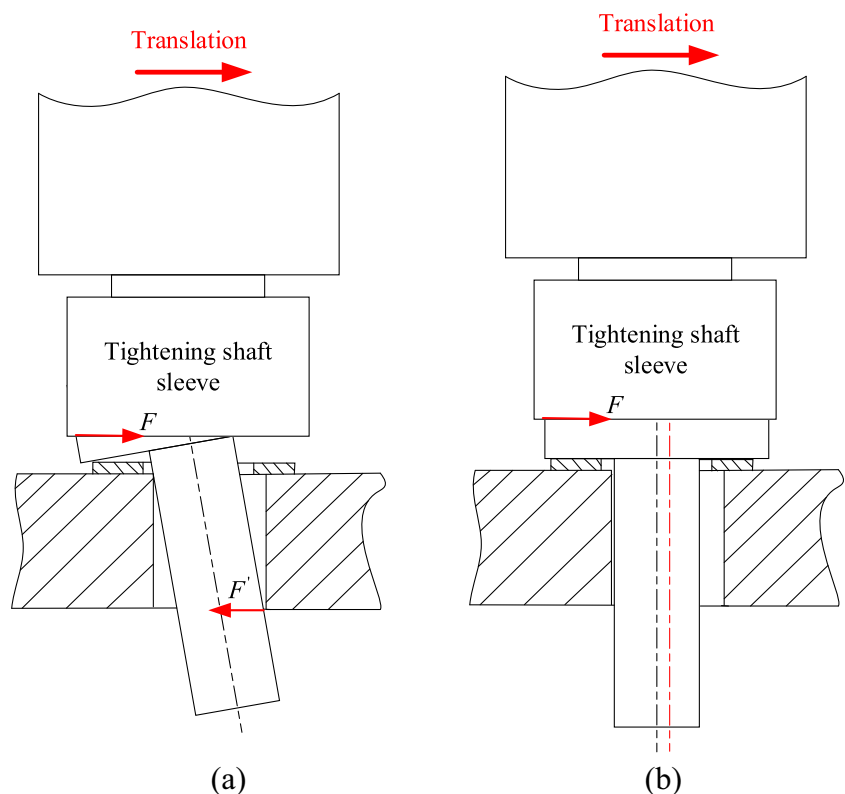 Translation
Tightening shaft
sleeve
F
F'
(a)
Translation
Tightening shaft
sleeve
F
(b)